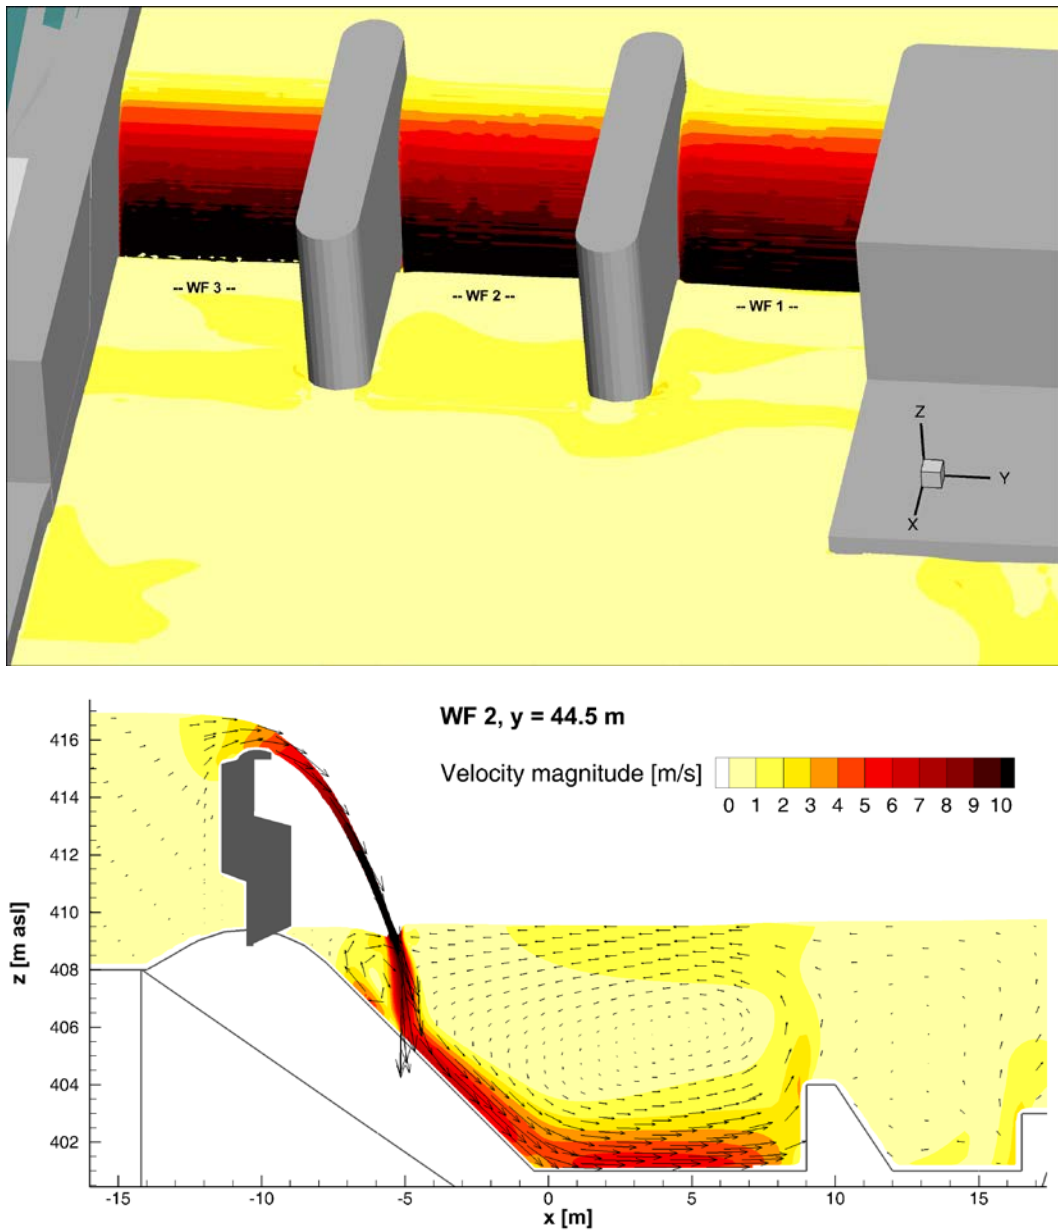 -- WF 3 --
-- WF 2 --
-- WF 1 --
Z
Y
X
WF 2, y = 44.5 m
Velocity magnitude [m/s]
0 1 2 3 4 5 6 7 8 9 10
z [m asl]
416
414
412
410
408
406
404
402
-15 -10 -5 0 5 10 15
x [m]